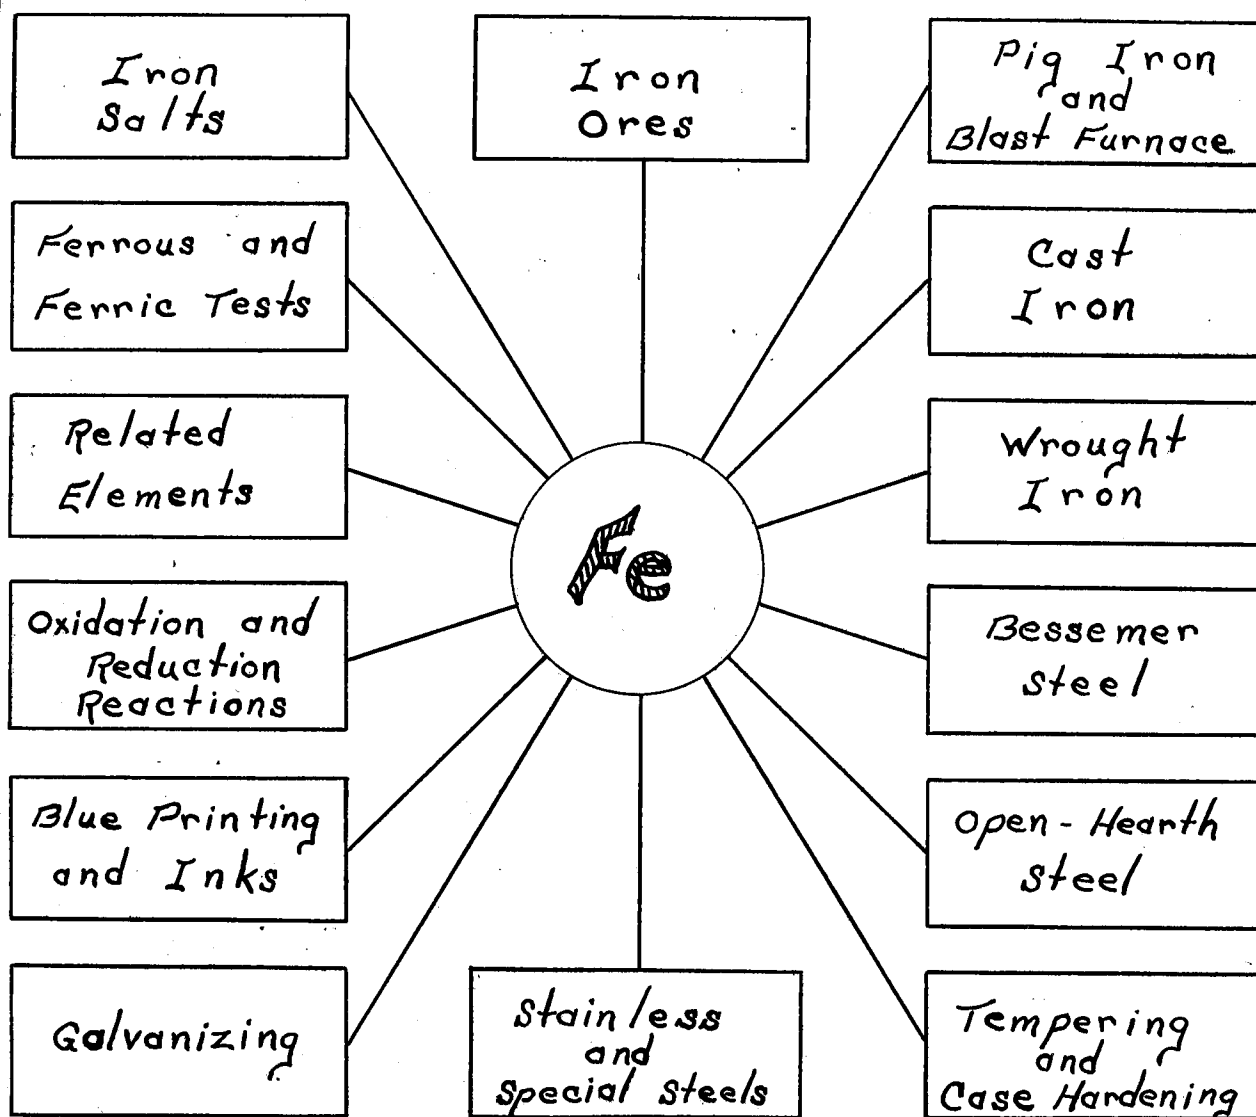 Iron
Salts
Iron
Ores
Pig Iron
and
Blast Furnace
Ferrous and
Ferric Tests
Cast
Iron
Related
Elements
Wrought
Iron
Fe
Oxidation and
Reduction
Reactions
Bessemer
Steel
Blue Printing
and Inks
Open-Hearth
Steel
Galvanizing
Stainless
and
Special Steels
Tempering
and
Case Hardening